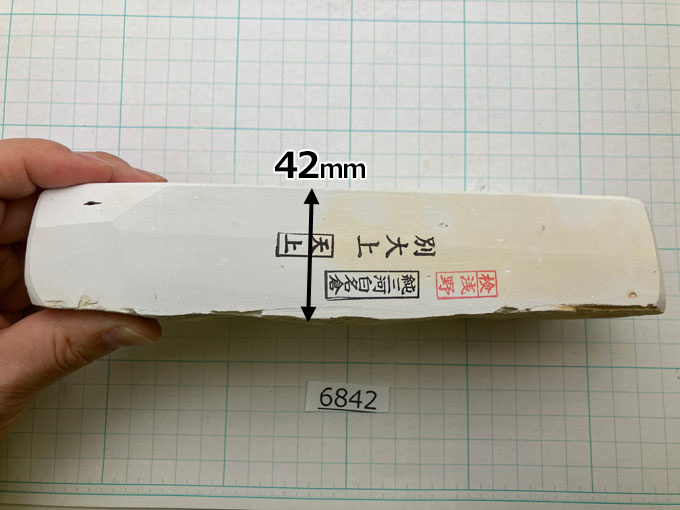 42mm
別大上
天上
純三河白名倉
検浅野
6842